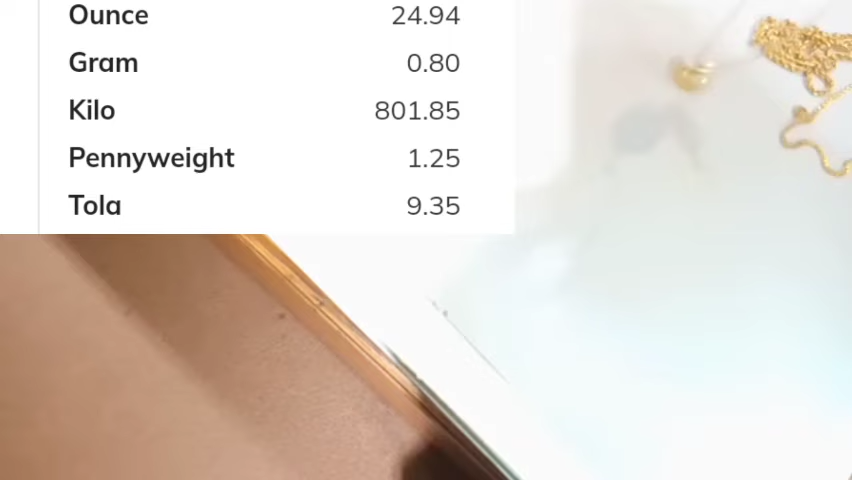 Ounce 24.94
Gram 0.80
Kilo 801.85
Pennyweight 1.25
Tola 9.35